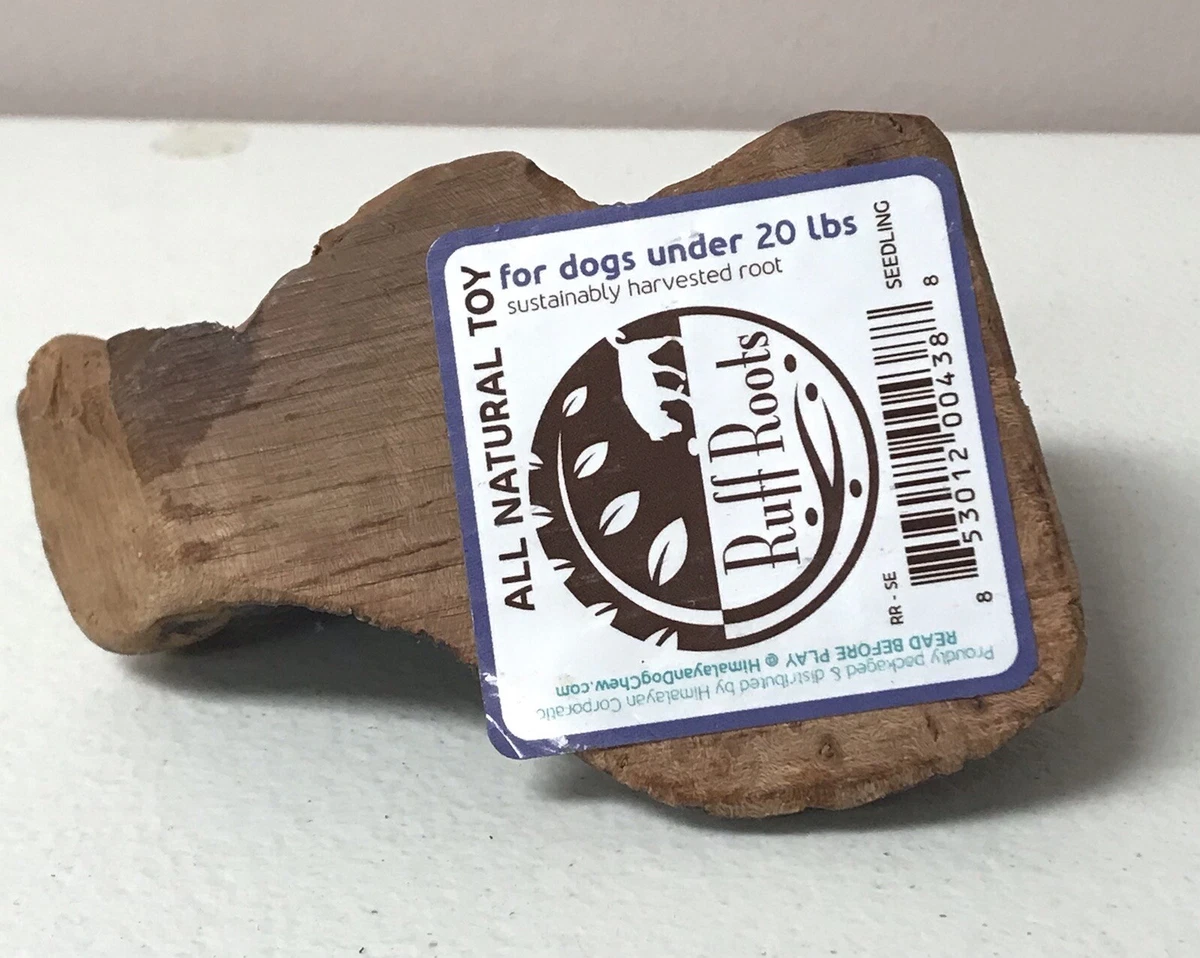 ALL NATURAL TOY
for dogs under 20 lbs
sustainably harvested root
Ruff Roots
SEEDLING
RR - SE
8 53012 00438 8
READ BEFORE PLAY @ HimalayanDogChew.com
Proudly packaged & distributed by Himalayan Corporatio